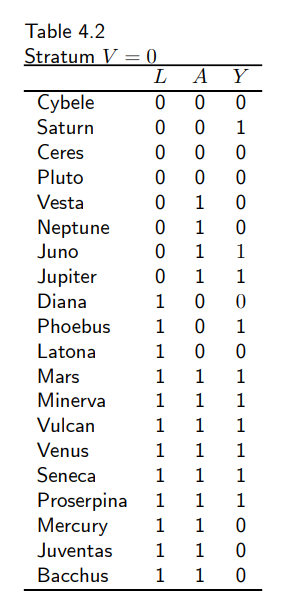 Table 4.2
Stratum V = 0
L A Y
Cybele 0 0 0
Saturn 0 0 1
Ceres 0 0 0
Pluto 0 0 0
Vesta 0 1 0
Neptune 0 1 0
Juno 0 1 1
Jupiter 0 1 1
Diana 1 0 0
Phoebus 1 0 1
Latona 1 0 0
Mars 1 1 1
Minerva 1 1 1
Vulcan 1 1 1
Venus 1 1 1
Seneca 1 1 1
Proserpina 1 1 1
Mercury 1 1 0
Juventas 1 1 0
Bacchus 1 1 0